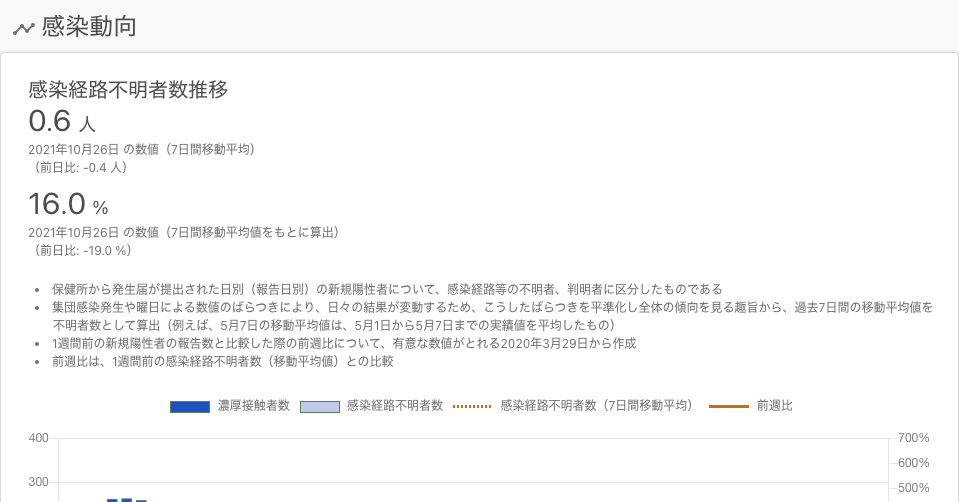 感染動向
感染経路不明者数推移
0.6 人
2021年10月26日 の数値（7日間移動平均）
（前日比: -0.4 人）
16.0 %
2021年10月26日 の数値（7日間移動平均値をもとに算出）
（前日比: -19.0 %）
• 保健所から発生届が提出された日別（報告日別）の新規陽性者について、感染経路等の不明者、判明者に区分したものである
• 集団感染発生や曜日による数値のばらつきにより、日々の結果が変動するため、こうしたばらつきを平準化し全体の傾向を見る趣旨から、過去7日間の移動平均値を
不明者数として算出（例えば、5月7日の移動平均値は、5月1日から5月7日までの実績値を平均したもの）
• 1週間前の新規陽性者の報告数と比較した際の前週比について、有意な数値がとれる2020年3月29日から作成
• 前週比は、1週間前の感染経路不明者数（移動平均値）との比較
濃厚接触者数 感染経路不明者数 感染経路不明者数（7日間移動平均） 前週比
400 700%
600%
300 500%